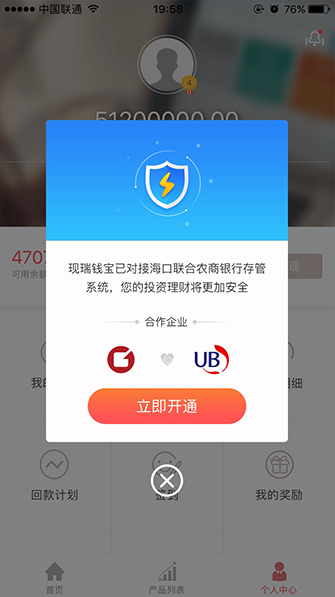 中国联通
19:58
76%
4
51200000.00
4707
可用余额
现
现瑞钱宝已对接海口联合农商银行存管
系统，您的投资理财将更加安全
合作企业
UB
立即开通
我的
明细
回款计划
签到
我的奖励
首页
产品列表
个人中心